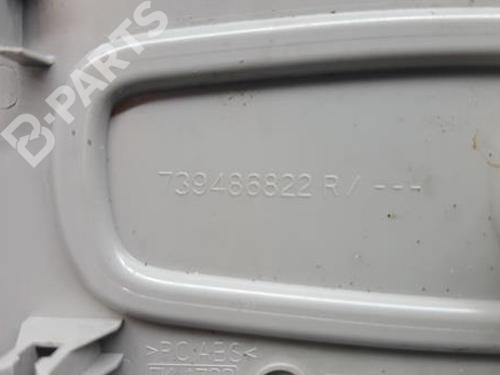 B-PARTS
739486822 R / ---
>PC/ABS<